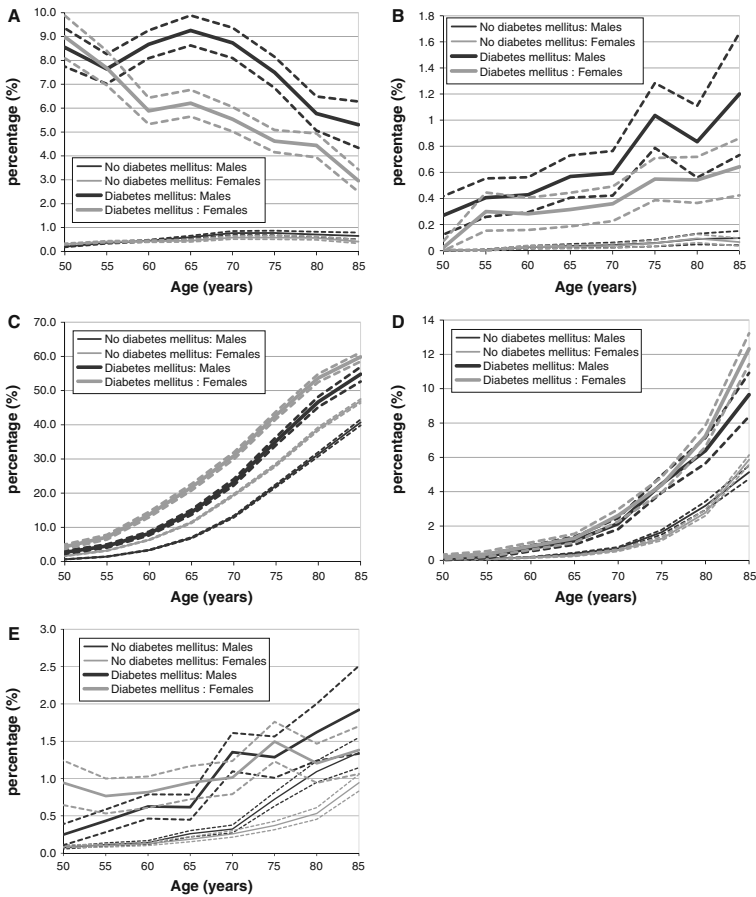 A
percentage (%)
10.0
9.0
8.0
7.0
6.0
5.0
4.0
3.0
2.0
1.0
0.0
No diabetes mellitus: Males
No diabetes mellitus: Females
Diabetes mellitus: Males
Diabetes mellitus : Females
50 55 60 65 70 75 80 85
Age (years)
B
percentage (%)
1.8
1.6
1.4
1.2
1
0.8
0.6
0.4
0.2
0
No diabetes mellitus: Males
No diabetes mellitus: Females
Diabetes mellitus: Males
Diabetes mellitus : Females
50 55 60 65 70 75 80 85
Age (years)
C
percentage (%)
70.0
60.0
50.0
40.0
30.0
20.0
10.0
0.0
No diabetes mellitus: Males
No diabetes mellitus: Females
Diabetes mellitus: Males
Diabetes mellitus : Females
50 55 60 65 70 75 80 85
Age (years)
D
percentage (%)
14
12
10
8
6
4
2
0
No diabetes mellitus: Males
No diabetes mellitus: Females
Diabetes mellitus: Males
Diabetes mellitus : Females
50 55 60 65 70 75 80 85
Age (years)
E
percentage (%)
3.0
2.5
2.0
1.5
1.0
0.5
0.0
No diabetes mellitus: Males
No diabetes mellitus: Females
Diabetes mellitus: Males
Diabetes mellitus : Females
50 55 60 65 70 75 80 85
Age (years)